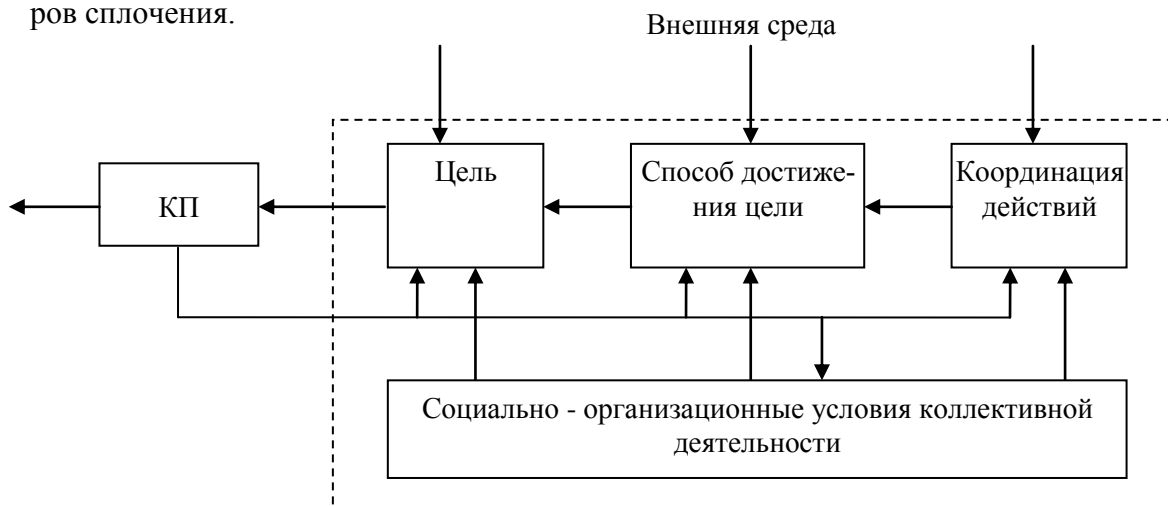 ров сплочения.
Внешняя среда
КП
Цель
Способ достиже-
ния цели
Координация
действий
Социально - организационные условия коллективной
деятельности